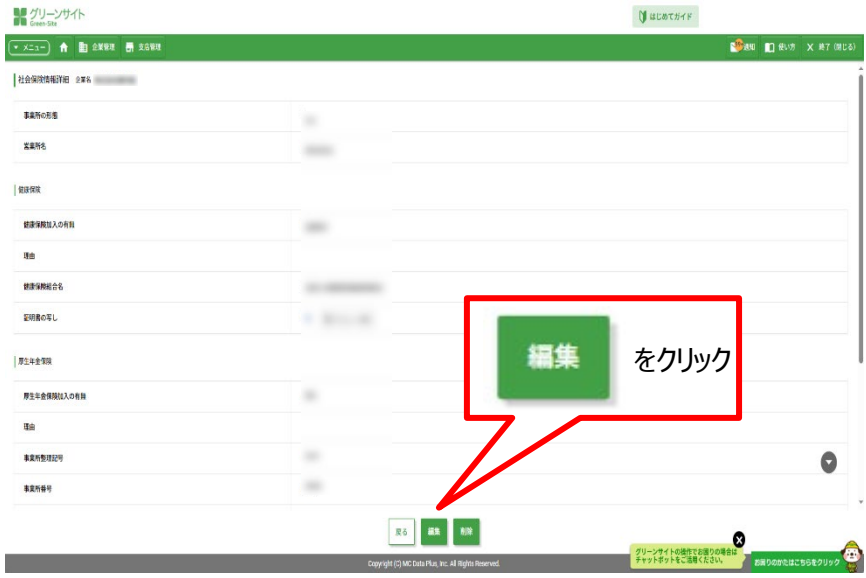 グリーンサイト
Green-Site
はじめてガイド
メニュー 企業管理 支店管理 通知 使い方 X 終了（閉じる）
社会保険情報詳細 企業名
事業所の形態
営業所名
健康保険
健康保険加入の有無
理由
健康保険組合名
証明書の写し
編集 をクリック
厚生年金保険
厚生年金保険加入の有無
理由
事業所整理記号
事業所番号
戻る 編集 削除
グリーンサイトの操作でお困りの場合は
チャットボットをご活用ください。
お困りのかたはこちらをクリック
Copyright (C) MC Data Plus, Inc. All Rights Reserved.